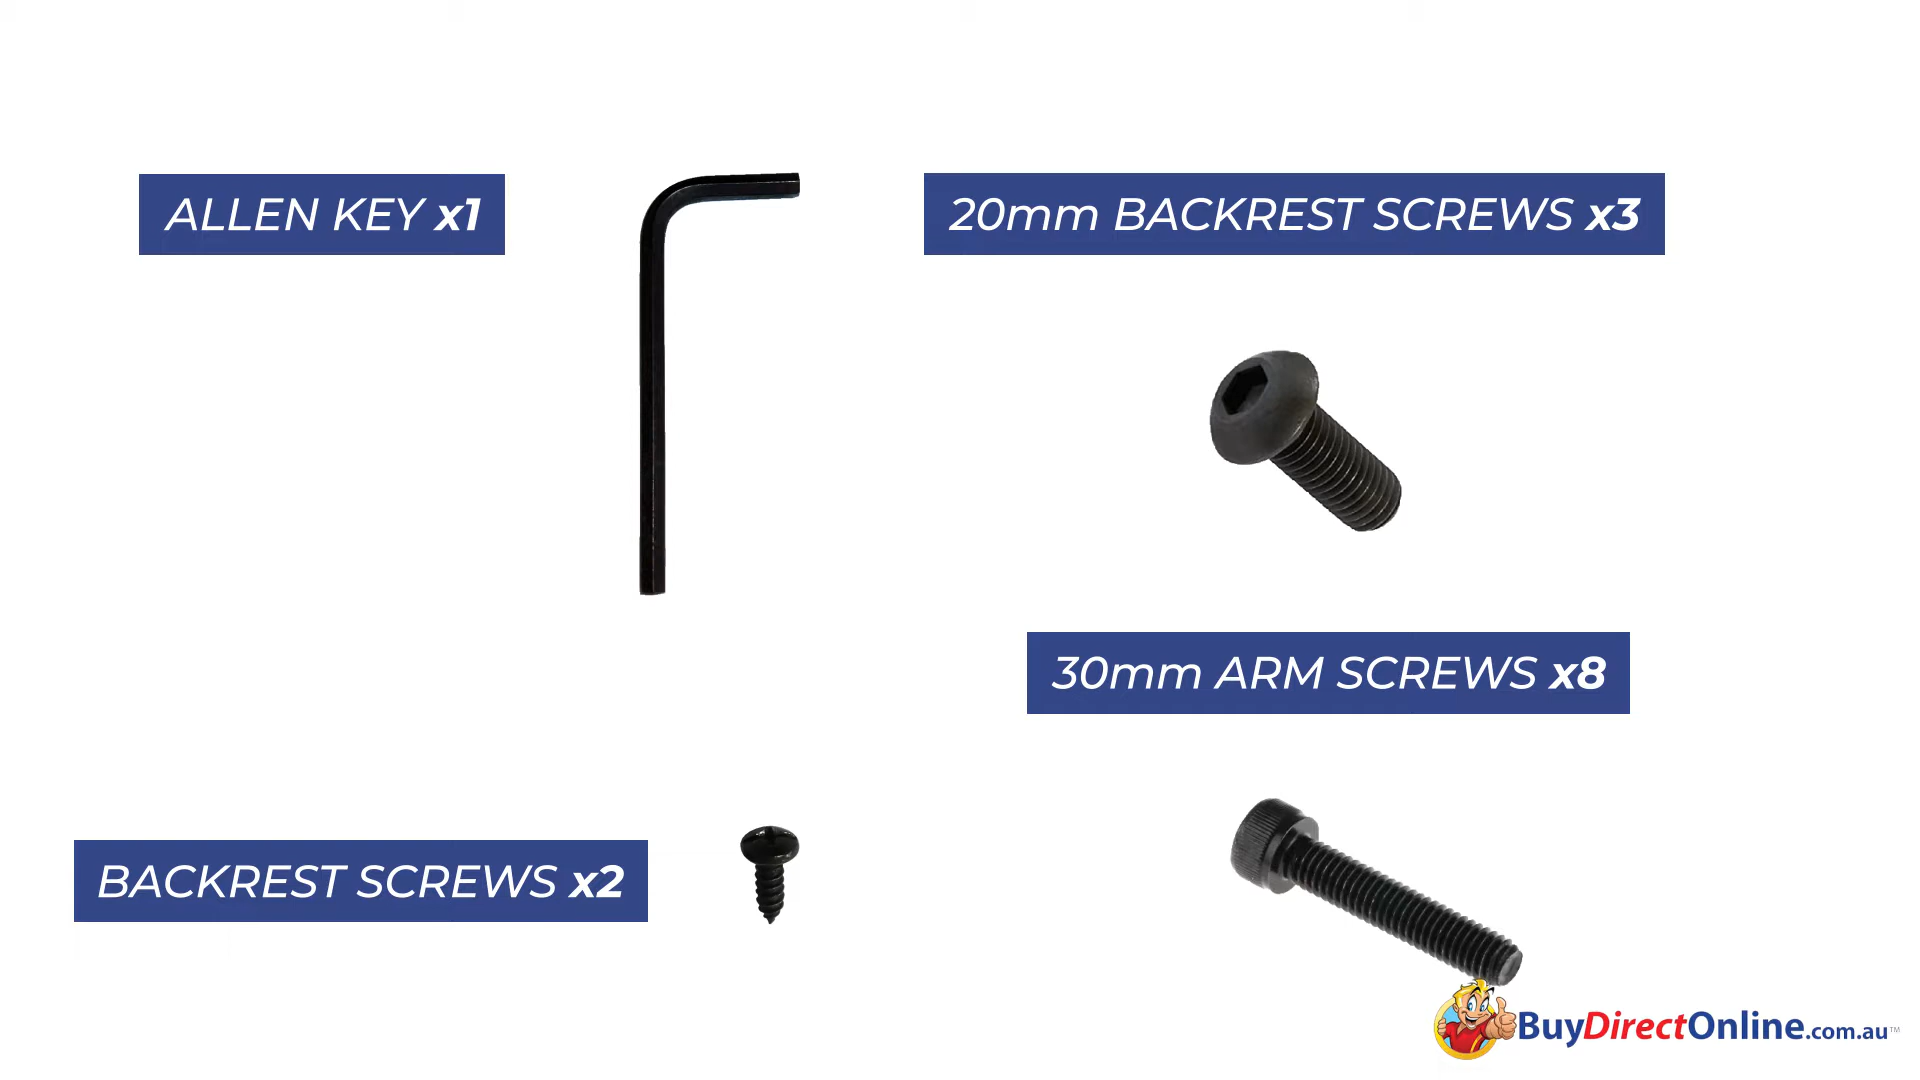 ALLEN KEY x1
20mm BACKREST SCREWS x3
30mm ARM SCREWS x8
BACKREST SCREWS x2
BuyDirectOnline.com.au™